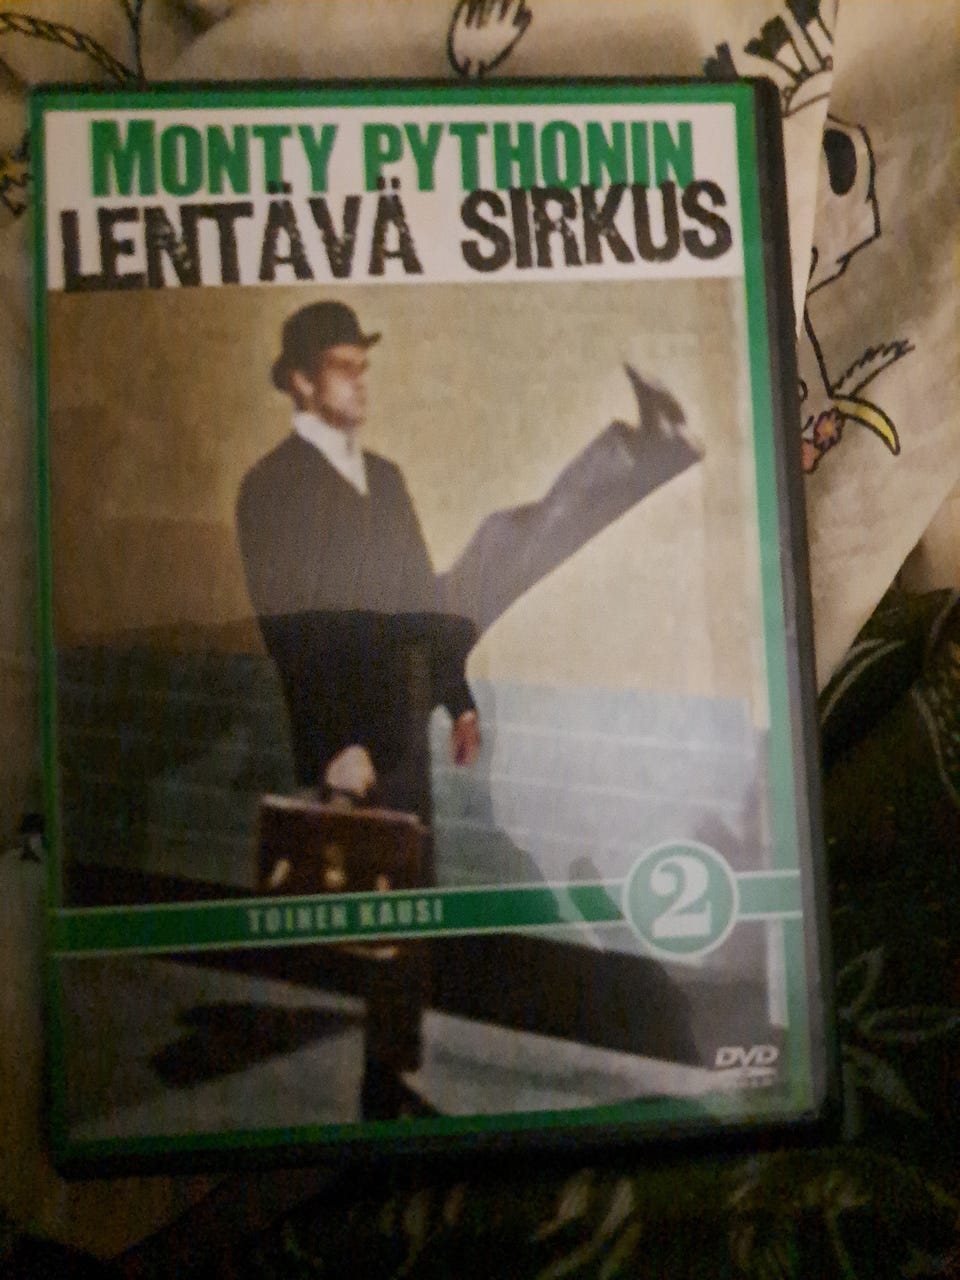 MONTY PYTHONIN
LENTÄVÄ SIRKUS
TOINEN KAUSI
2
DVD